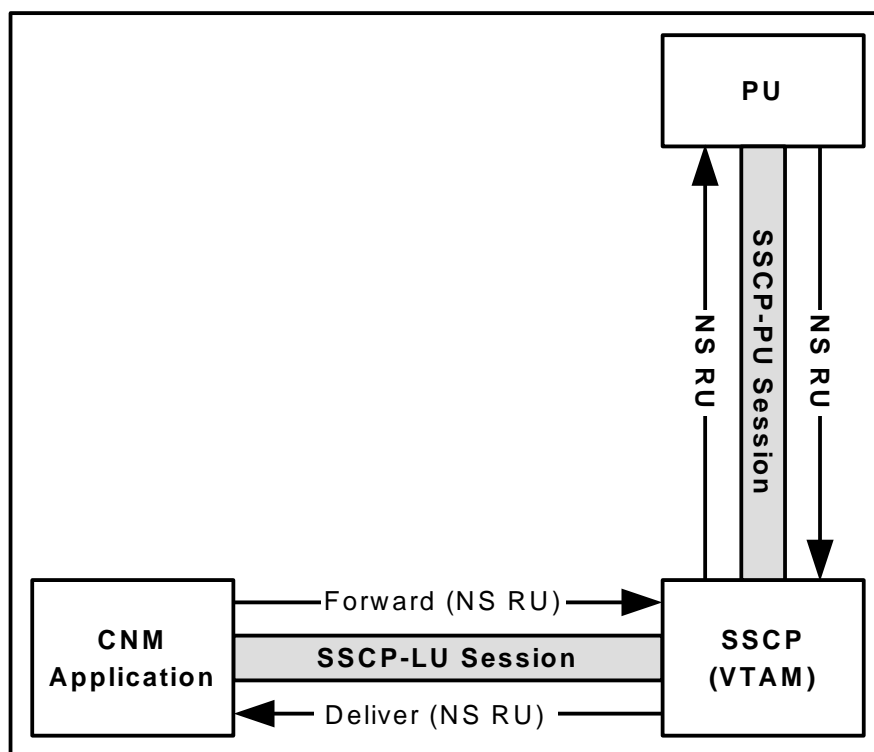 PU
NS RU
SSCP-PU Session
NS RU
CNM
Application
Forward (NS RU)
SSCP-LU Session
Deliver (NS RU)
SSCP
(VTAM)